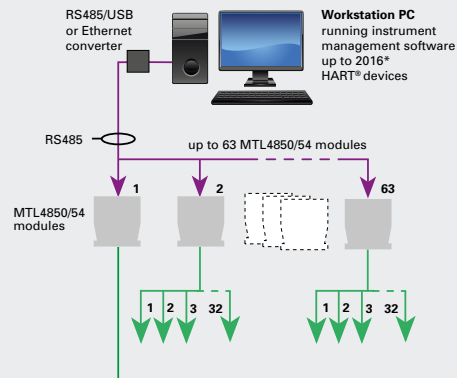 RS485/USB
or Ethernet
converter
Workstation PC
running instrument
management software
up to 2016*
HART® devices
RS485
up to 63 MTL4850/54 modules
1
2
63
MTL4850/54
modules
1 2 3 32
1 2 3 32